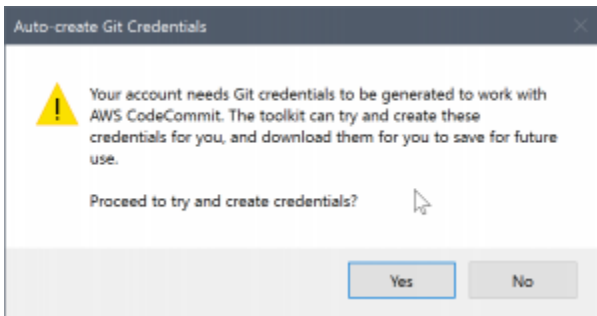 Auto-create Git Credentials
Your account needs Git credentials to be generated to work with
AWS CodeCommit. The toolkit can try and create these
credentials for you, and download them for you to save for future
use.
Proceed to try and create credentials?
Yes
No